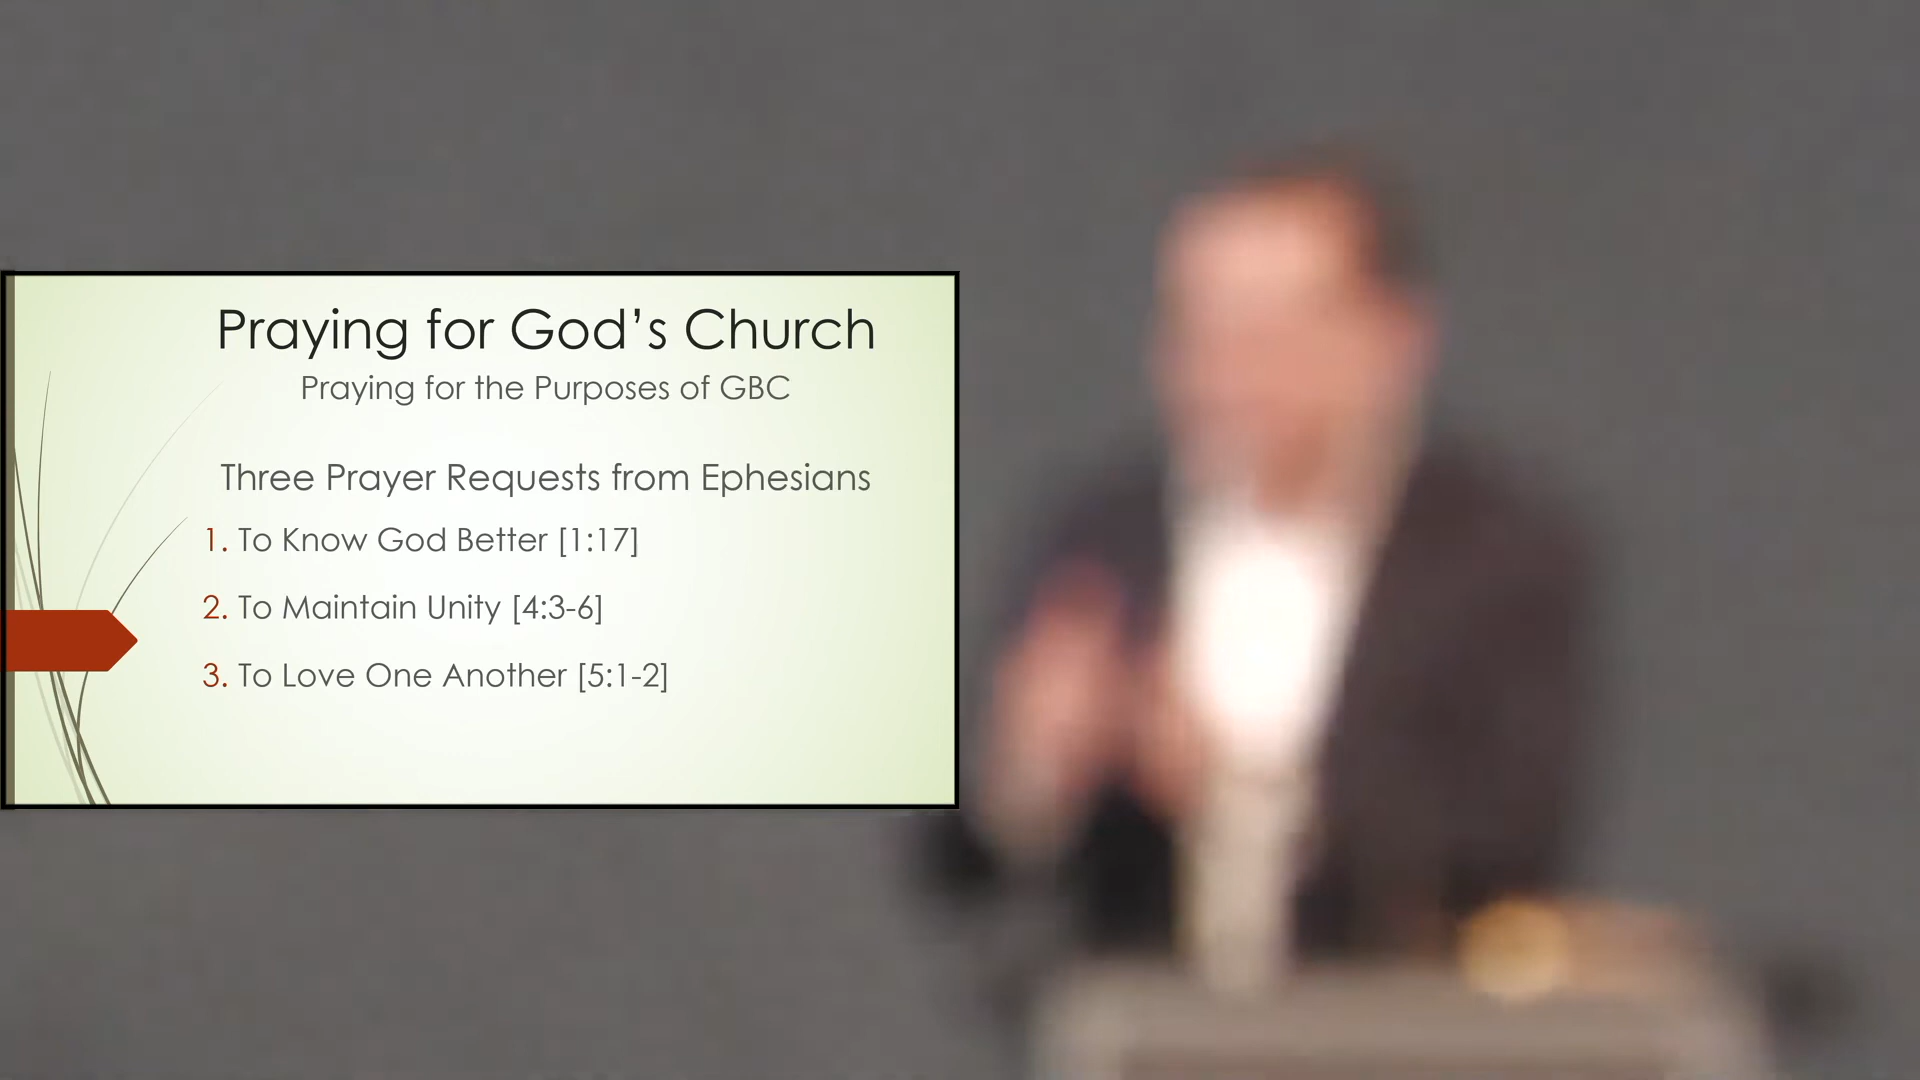 Praying for God’s Church
Praying for the Purposes of GBC
Three Prayer Requests from Ephesians
1. To Know God Better [1:17]
2. To Maintain Unity [4:3-6]
3. To Love One Another [5:1-2]